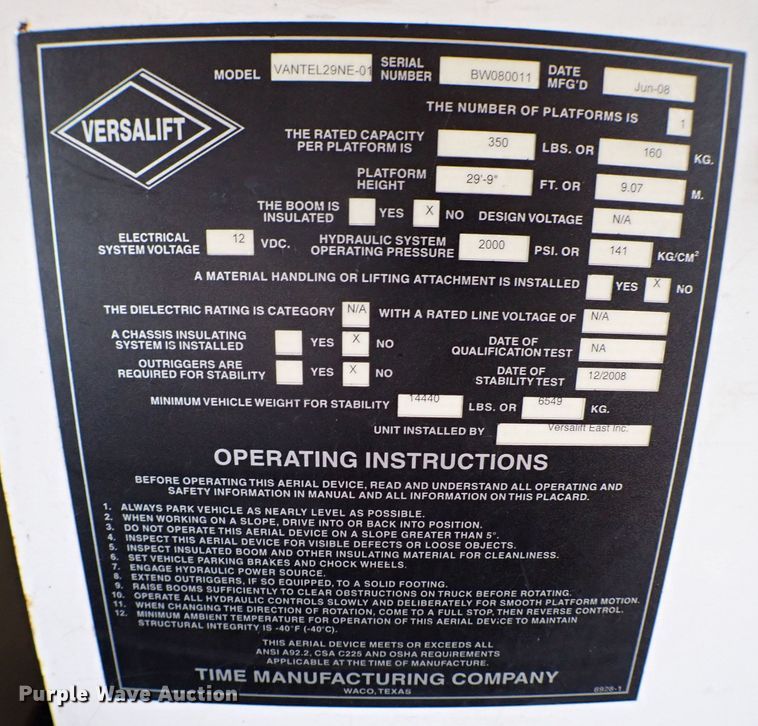 VERSALIFT
MODEL VANTEL29NE-01 SERIAL NUMBER BW080011 DATE MFG'D Jun-08
THE NUMBER OF PLATFORMS IS 1
THE RATED CAPACITY PER PLATFORM IS 350 LBS. OR 160 KG.
PLATFORM HEIGHT 29'-9" FT. OR 9.07 M.
THE BOOM IS INSULATED YES X NO DESIGN VOLTAGE N/A
ELECTRICAL SYSTEM VOLTAGE 12 VDC. HYDRAULIC SYSTEM OPERATING PRESSURE 2000 PSI. OR 141 KG/CM²
A MATERIAL HANDLING OR LIFTING ATTACHMENT IS INSTALLED YES X NO
THE DIELECTRIC RATING IS CATEGORY N/A WITH A RATED LINE VOLTAGE OF N/A
A CHASSIS INSULATING SYSTEM IS INSTALLED YES X NO DATE OF QUALIFICATION TEST NA
OUTRIGGERS ARE REQUIRED FOR STABILITY YES X NO DATE OF STABILITY TEST 12/2008
MINIMUM VEHICLE WEIGHT FOR STABILITY 14440 LBS. OR 6549 KG.
UNIT INSTALLED BY Versalift East Inc.
OPERATING INSTRUCTIONS
BEFORE OPERATING THIS AERIAL DEVICE, READ AND UNDERSTAND ALL OPERATING AND
SAFETY INFORMATION IN MANUAL AND ALL INFORMATION ON THIS PLACARD.
1. ALWAYS PARK VEHICLE AS NEARLY LEVEL AS POSSIBLE.
2. WHEN WORKING ON A SLOPE, DRIVE INTO OR BACK INTO POSITION.
3. DO NOT OPERATE THIS AERIAL DEVICE ON A SLOPE GREATER THAN 5°.
4. INSPECT THIS AERIAL DEVICE FOR VISIBLE DEFECTS OR LOOSE OBJECTS.
5. INSPECT INSULATED BOOM AND OTHER INSULATING MATERIAL FOR CLEANLINESS.
6. SET VEHICLE PARKING BRAKES AND CHOCK WHEELS.
7. ENGAGE HYDRAULIC POWER SOURCE.
8. EXTEND OUTRIGGERS, IF SO EQUIPPED, TO A SOLID FOOTING.
9. RAISE BOOMS SUFFICIENTLY TO CLEAR OBSTRUCTIONS ON TRUCK BEFORE ROTATING.
10. OPERATE ALL HYDRAULIC CONTROLS SLOWLY AND DELIBERATELY FOR SMOOTH PLATFORM MOTION.
11. WHEN CHANGING THE DIRECTION OF ROTATION, COME TO A FULL STOP, THEN REVERSE CONTROL.
12. MINIMUM AMBIENT TEMPERATURE FOR OPERATION OF THIS AERIAL DEVICE TO MAINTAIN
STRUCTURAL INTEGRITY IS -40°F (-40°C).
THIS AERIAL DEVICE MEETS OR EXCEEDS ALL
ANSI A92.2, CSA C225 AND OSHA REQUIREMENTS
APPLICABLE AT THE TIME OF MANUFACTURE.
TIME MANUFACTURING COMPANY
WACO, TEXAS
6928-1
Purple Wave Auction